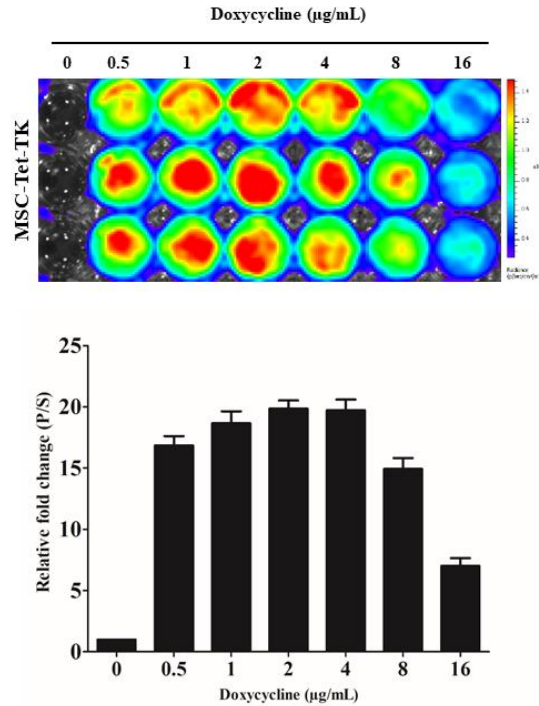 Doxycycline (µg/mL)
0 0.5 1 2 4 8 16
MSC-Tet-TK
Radiance
25
20
15
10
5
0
Relative fold change (P/S)
0 0.5 1 2 4 8 16
Doxycycline (µg/mL)